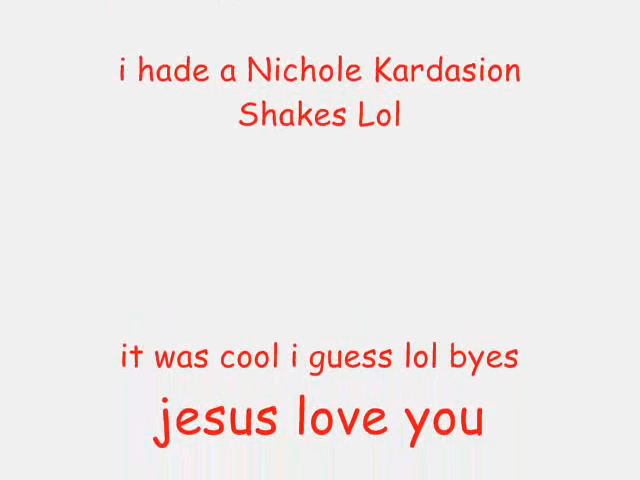 i hade a Nichole Kardasion
Shakes Lol
it was cool i guess lol byes
jesus love you